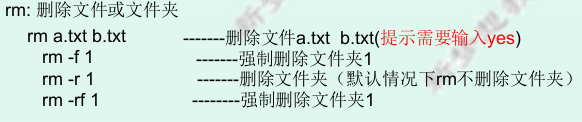 rm: 删除文件或文件夹
rm a.txt b.txt -------删除文件a.txt b.txt(提示需要输入yes)
rm -f 1 -------强制删除文件夹1
rm -r 1 -------删除文件夹（默认情况下rm不删除文件夹）
rm -rf 1 --------强制删除文件夹1